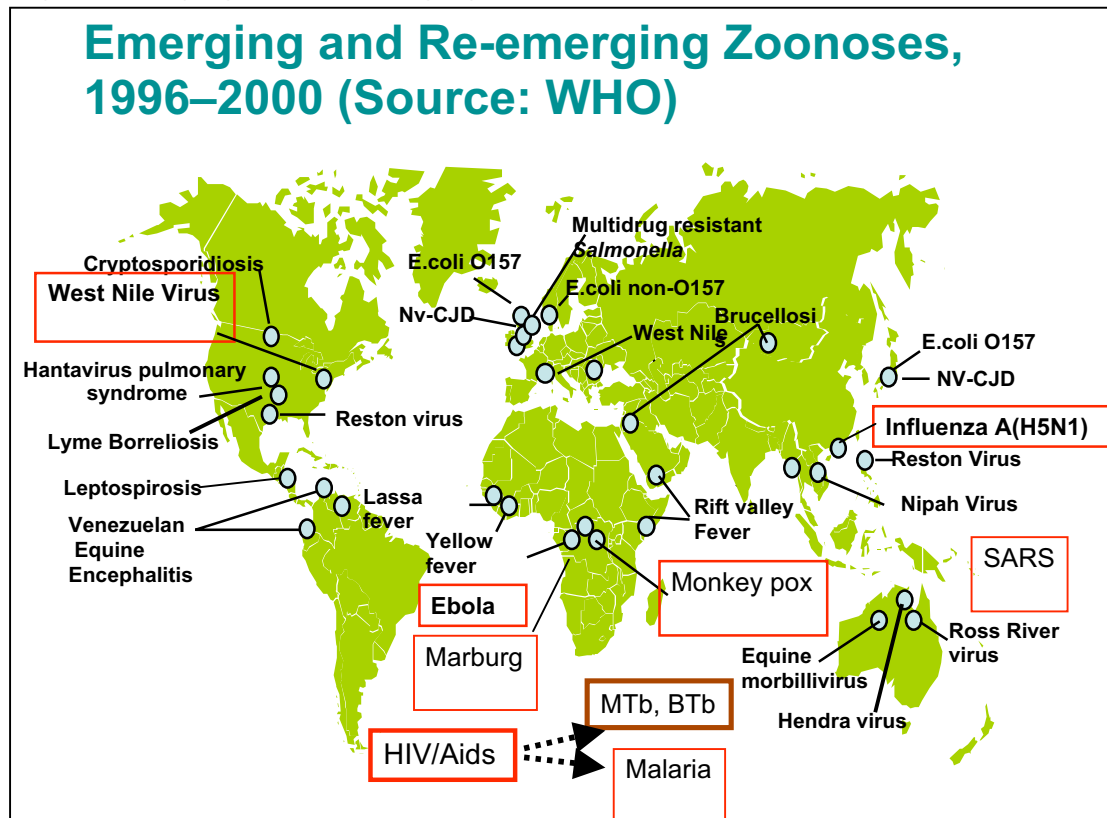 Emerging and Re-emerging Zoonoses,
1996–2000 (Source: WHO)
Multidrug resistant
Salmonella
E.coli O157
Cryptosporidiosis
West Nile Virus
E.coli non-O157
Nv-CJD
Brucellosi
s
West Nile
E.coli O157
NV-CJD
Hantavirus pulmonary
syndrome
Reston virus
Lyme Borreliosis
Influenza A(H5N1)
Reston Virus
Leptospirosis
Lassa
fever
Rift valley
Fever
Nipah Virus
Venezuelan
Equine
Encephalitis
Yellow
fever
SARS
Monkey pox
Ebola
Marburg
Ross River
virus
Equine
morbillivirus
Hendra virus
MTb, BTb
HIV/Aids
Malaria